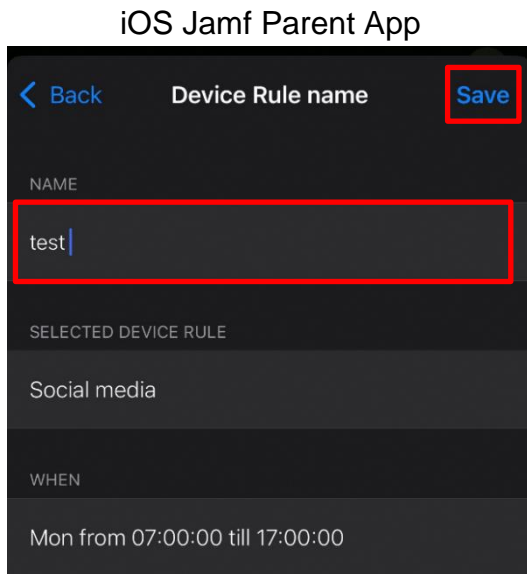 iOS Jamf Parent App
Back Device Rule name Save
NAME
test
SELECTED DEVICE RULE
Social media
WHEN
Mon from 07:00:00 till 17:00:00